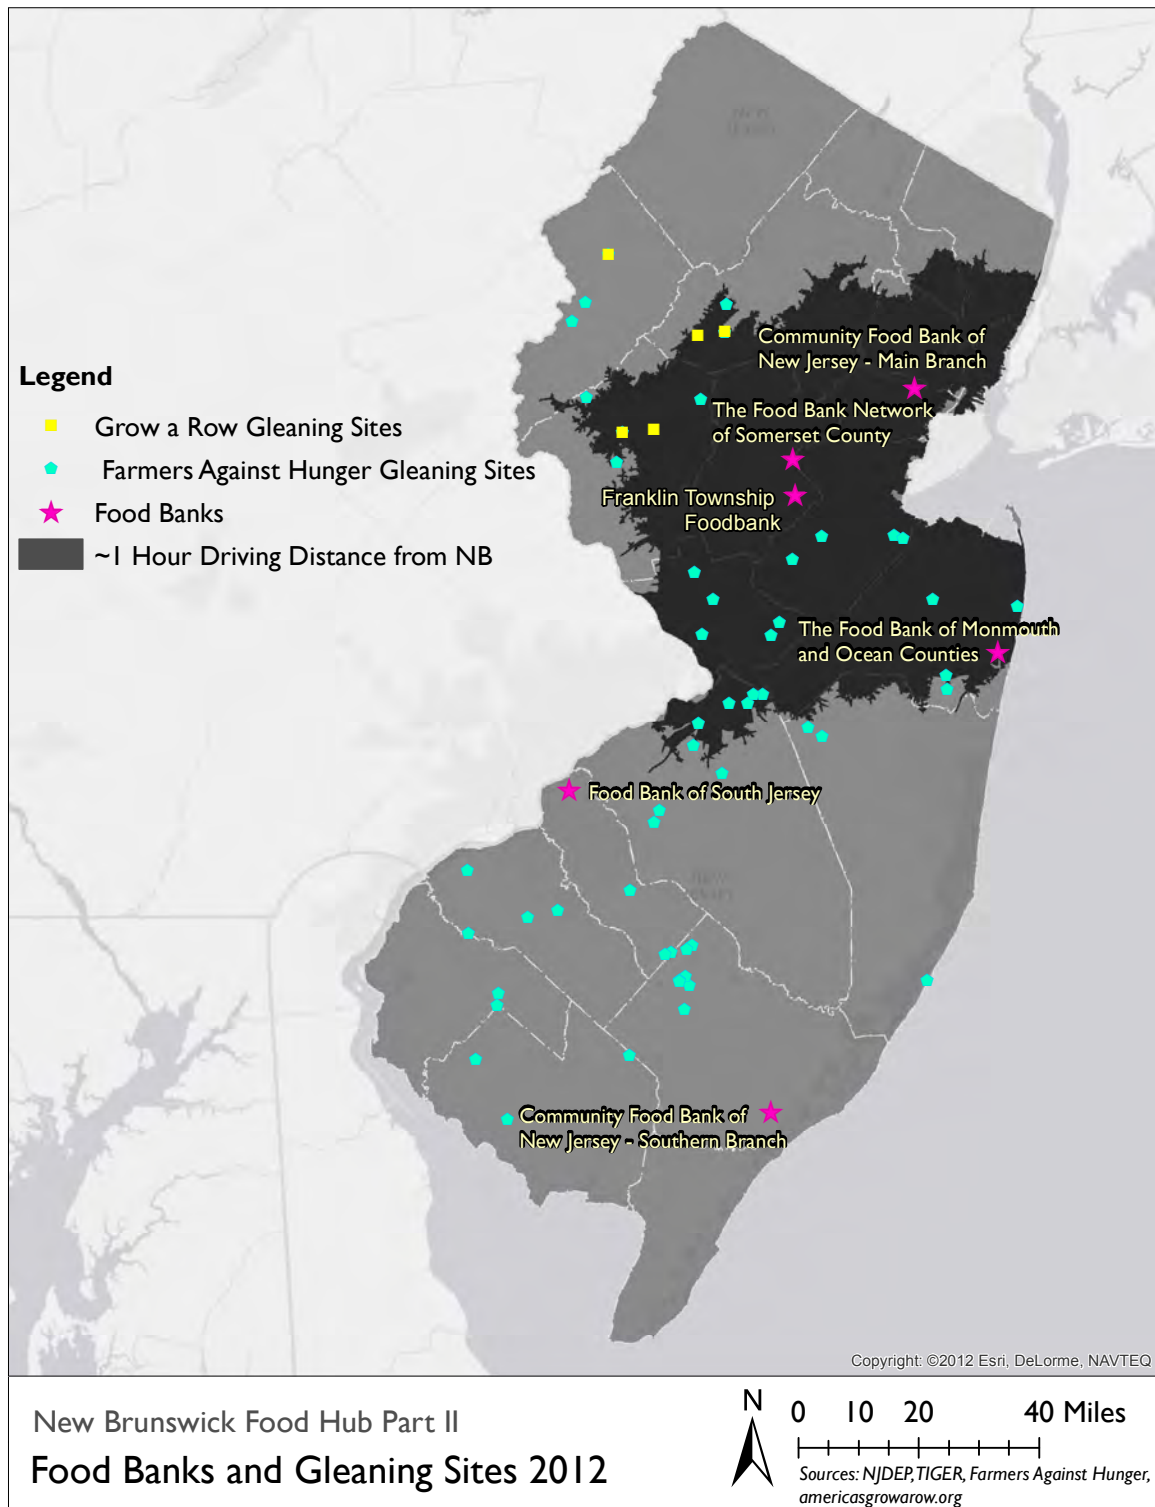 Community Food Bank of
New Jersey - Main Branch
Legend
Grow a Row Gleaning Sites
Farmers Against Hunger Gleaning Sites
Food Banks
~1 Hour Driving Distance from NB
The Food Bank Network
of Somerset County
Franklin Township
Foodbank
The Food Bank of Monmouth
and Ocean Counties
Food Bank of South Jersey
Community Food Bank of
New Jersey - Southern Branch
Copyright: ©2012 Esri, DeLorme, NAVTEQ
New Brunswick Food Hub Part II
Food Banks and Gleaning Sites 2012
N
0 10 20 40 Miles
Sources: NJDEP, TIGER, Farmers Against Hunger,
americasgrowarow.org